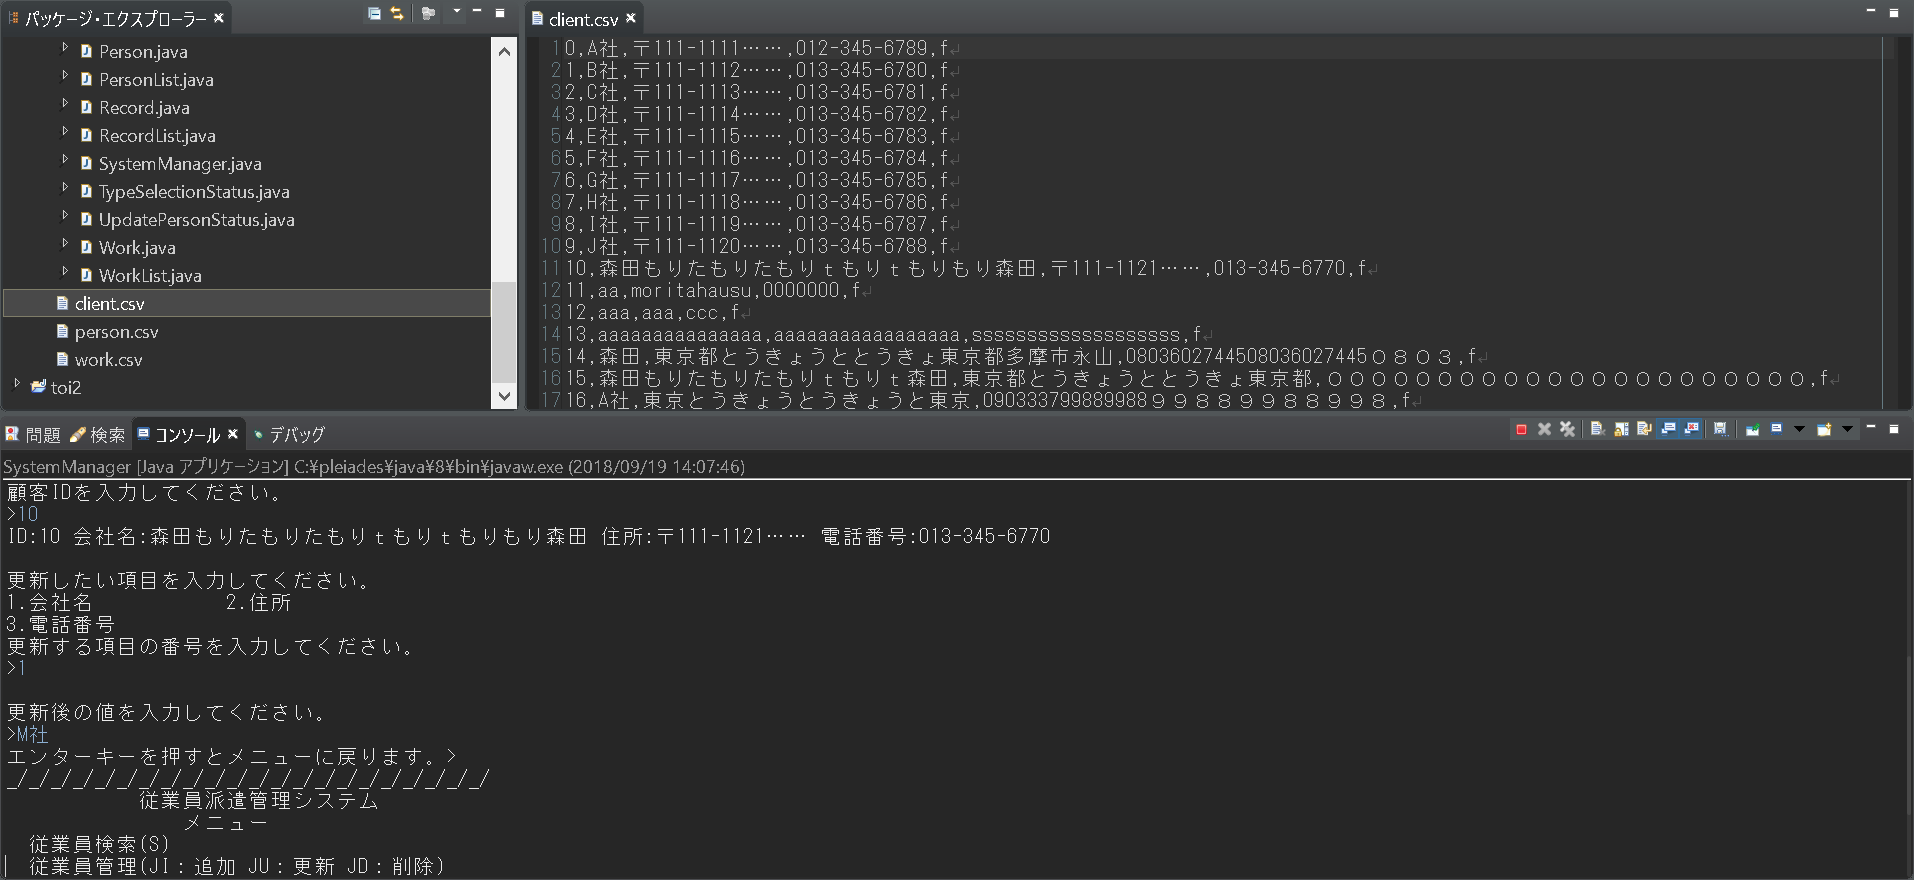 パッケージ・エクスプローラー
Person.java
PersonList.java
Record.java
RecordList.java
SystemManager.java
TypeSelectionStatus.java
UpdatePersonStatus.java
Work.java
WorkList.java
client.csv
person.csv
work.csv
toi2
client.csv
1 0,A社,〒111-1111……,012-345-6789,f
2 1,B社,〒111-1112……,013-345-6780,f
3 2,C社,〒111-1113……,013-345-6781,f
4 3,D社,〒111-1114……,013-345-6782,f
5 4,E社,〒111-1115……,013-345-6783,f
6 5,F社,〒111-1116……,013-345-6784,f
7 6,G社,〒111-1117……,013-345-6785,f
8 7,H社,〒111-1118……,013-345-6786,f
9 8,I社,〒111-1119……,013-345-6787,f
10 9,J社,〒111-1120……,013-345-6788,f
11 10,森田もりたもりたもりｔもりｔもりもり森田,〒111-1121……,013-345-6770,f
12 11,aa,moritahausu,0000000,f
13 12,aaa,aaa,ccc,f
14 13,aaaaaaaaaaaaaaa,aaaaaaaaaaaaaaaaa,sssssssssssssssssss,f
15 14,森田,東京都とうきょうととうきょ東京都多摩市永山,08036027445080360​27445０８０３,f
16 15,森田もりたもりたもりｔもりｔ森田,東京都とうきょうととうきょ東京都,００００００００００００００００００００００,f
17 16,A社,東京とうきょうとうきょうと東京,090333799889988９９８８９９８８９９８,f
問題 検索 コンソール デバッグ
SystemManager [Java アプリケーション] C:¥pleiades¥java¥8¥bin¥javaw.exe (2018/09/19 14:07:46)
顧客IDを入力してください。
>10
ID:10 会社名:森田もりたもりたもりｔもりｔもりもり森田 住所:〒111-1121…… 電話番号:013-345-6770
更新したい項目を入力してください。
1.会社名 2.住所
3.電話番号
更新する項目の番号を入力してください。
>1
更新後の値を入力してください。
>M社
エンターキーを押すとメニューに戻ります。>
_/_/_/_/_/_/_/_/_/_/_/_/_/_/_/_/_/_/_/_/_/_/
従業員派遣管理システム
メニュー
従業員検索(S)
従業員管理(JI：追加 JU：更新 JD：削除)